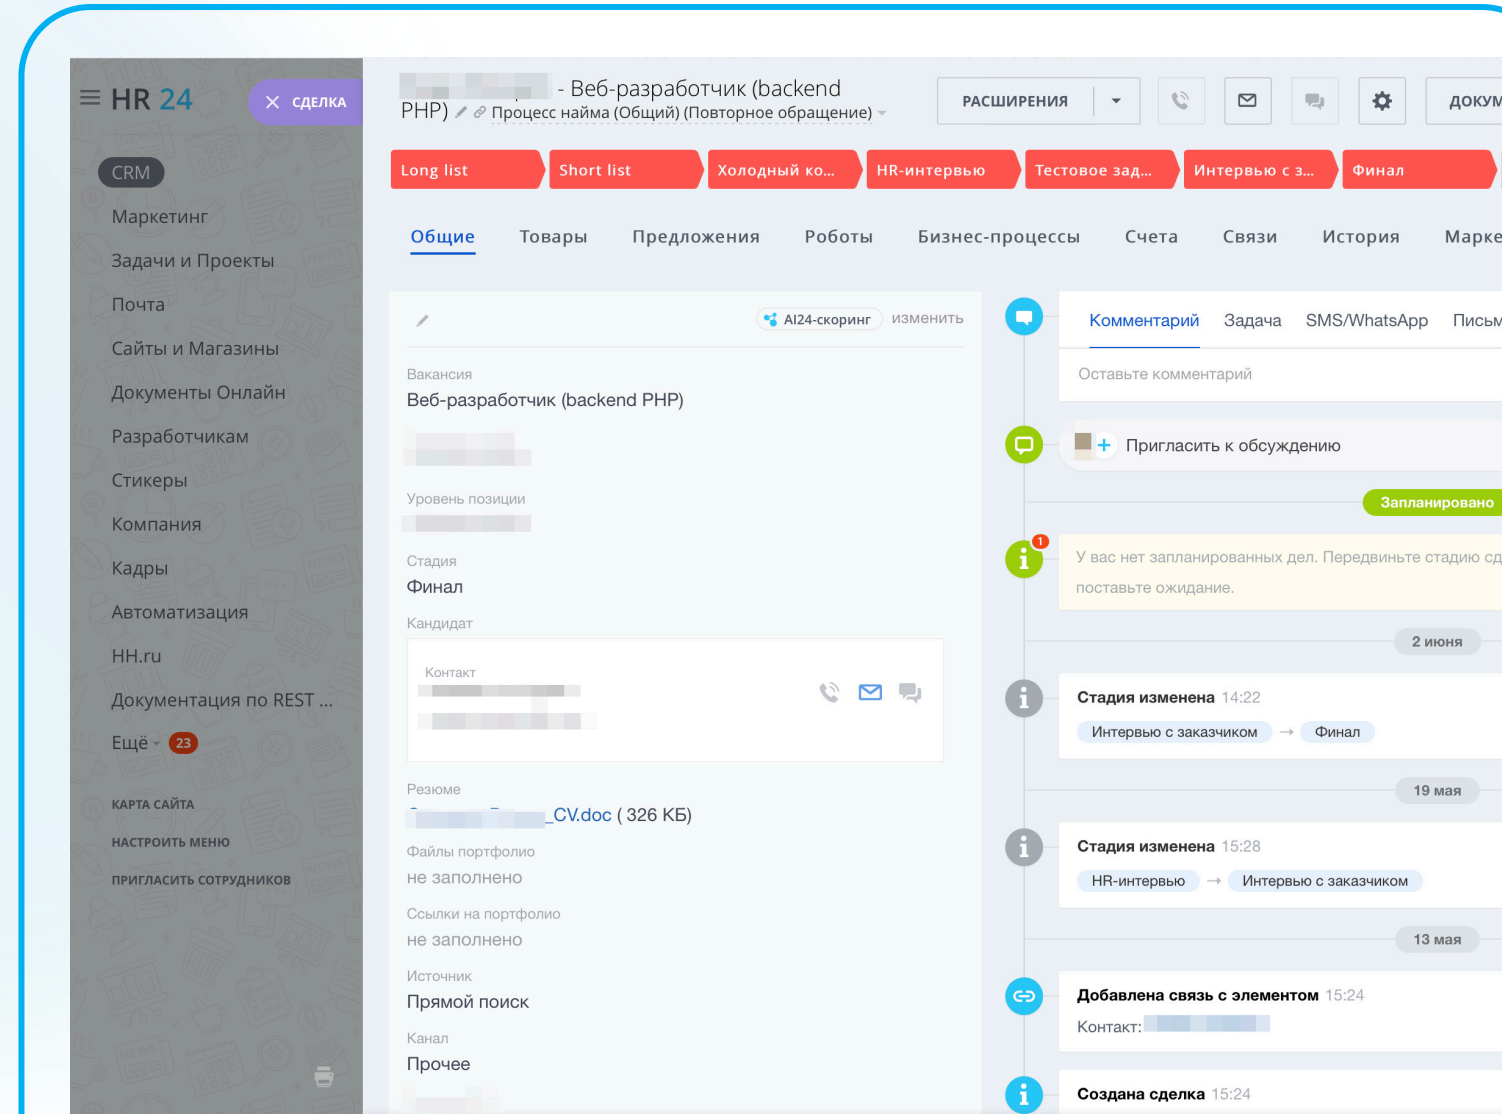 HR 24
СДЕЛКА
CRM
Маркетинг
Задачи и Проекты
Почта
Сайты и Магазины
Документы Онлайн
Разработчикам
Стикеры
Компания
Кадры
Автоматизация
HH.ru
Документация по REST ...
Ещё 23
КАРТА САЙТА
НАСТРОИТЬ МЕНЮ
ПРИГЛАСИТЬ СОТРУДНИКОВ
- Веб-разработчик (backend
PHP) Процесс найма (Общий) (Повторное обращение)
РАСШИРЕНИЯ
ДОКУМ
Long list Short list Холодный ко... HR-интервью Тестовое зад... Интервью с з... Финал
Общие Товары Предложения Роботы Бизнес-процессы Счета Связи История Марке
AI24-скоринг изменить
Вакансия
Веб-разработчик (backend PHP)
Уровень позиции
Стадия
Финал
Кандидат
Контакт
Резюме
_CV.doc ( 326 КБ)
Файлы портфолио
не заполнено
Ссылки на портфолио
не заполнено
Источник
Прямой поиск
Канал
Прочее
Комментарий Задача SMS/WhatsApp Письм
Оставьте комментарий
+ Пригласить к обсуждению
Запланировано
1
У вас нет запланированных дел. Передвиньте стадию сд
поставьте ожидание.
2 июня
Стадия изменена 14:22
Интервью с заказчиком → Финал
19 мая
Стадия изменена 15:28
HR-интервью → Интервью с заказчиком
13 мая
Добавлена связь с элементом 15:24
Контакт:
Создана сделка 15:24